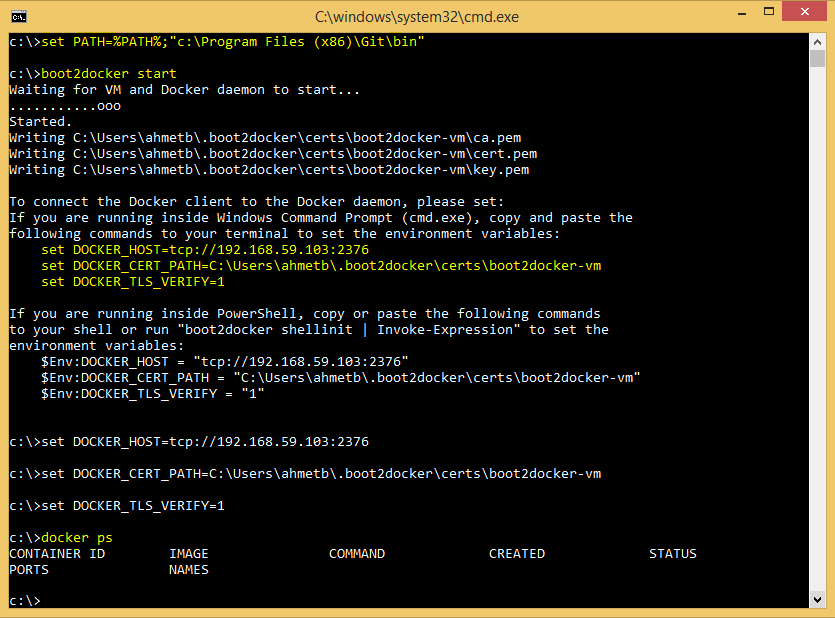 C:\windows\system32\cmd.exe
c:\>set PATH=%PATH%;"c:\Program Files (x86)\Git\bin"
c:\>boot2docker start
Waiting for VM and Docker daemon to start...
...........ooo
Started.
Writing C:\Users\ahmetb\.boot2docker\certs\boot2docker-vm\ca.pem
Writing C:\Users\ahmetb\.boot2docker\certs\boot2docker-vm\cert.pem
Writing C:\Users\ahmetb\.boot2docker\certs\boot2docker-vm\key.pem
To connect the Docker client to the Docker daemon, please set:
If you are running inside Windows Command Prompt (cmd.exe), copy and paste the
following commands to your terminal to set the environment variables:
    set DOCKER_HOST=tcp://192.168.59.103:2376
    set DOCKER_CERT_PATH=C:\Users\ahmetb\.boot2docker\certs\boot2docker-vm
    set DOCKER_TLS_VERIFY=1
If you are running inside PowerShell, copy or paste the following commands
to your shell or run "boot2docker shellinit | Invoke-Expression" to set the
environment variables:
    $Env:DOCKER_HOST = "tcp://192.168.59.103:2376"
    $Env:DOCKER_CERT_PATH = "C:\Users\ahmetb\.boot2docker\certs\boot2docker-vm"
    $Env:DOCKER_TLS_VERIFY = "1"
c:\>set DOCKER_HOST=tcp://192.168.59.103:2376
c:\>set DOCKER_CERT_PATH=C:\Users\ahmetb\.boot2docker\certs\boot2docker-vm
c:\>set DOCKER_TLS_VERIFY=1
c:\>docker ps
CONTAINER ID        IMAGE               COMMAND             CREATED             STATUS
PORTS               NAMES
c:\>